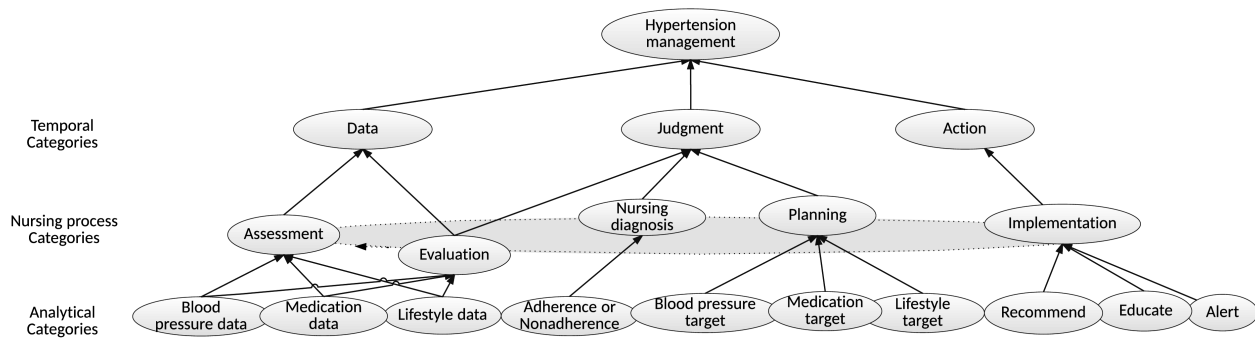 Hypertension
management
Temporal
Categories
Data
Judgment
Action
Nursing process
Categories
Assessment
Evaluation
Nursing
diagnosis
Planning
Implementation
Analytical
Categories
Blood
pressure data
Medication
data
Lifestyle data
Adherence or
Nonadherence
Blood pressure
target
Medication
target
Lifestyle
target
Recommend
Educate
Alert